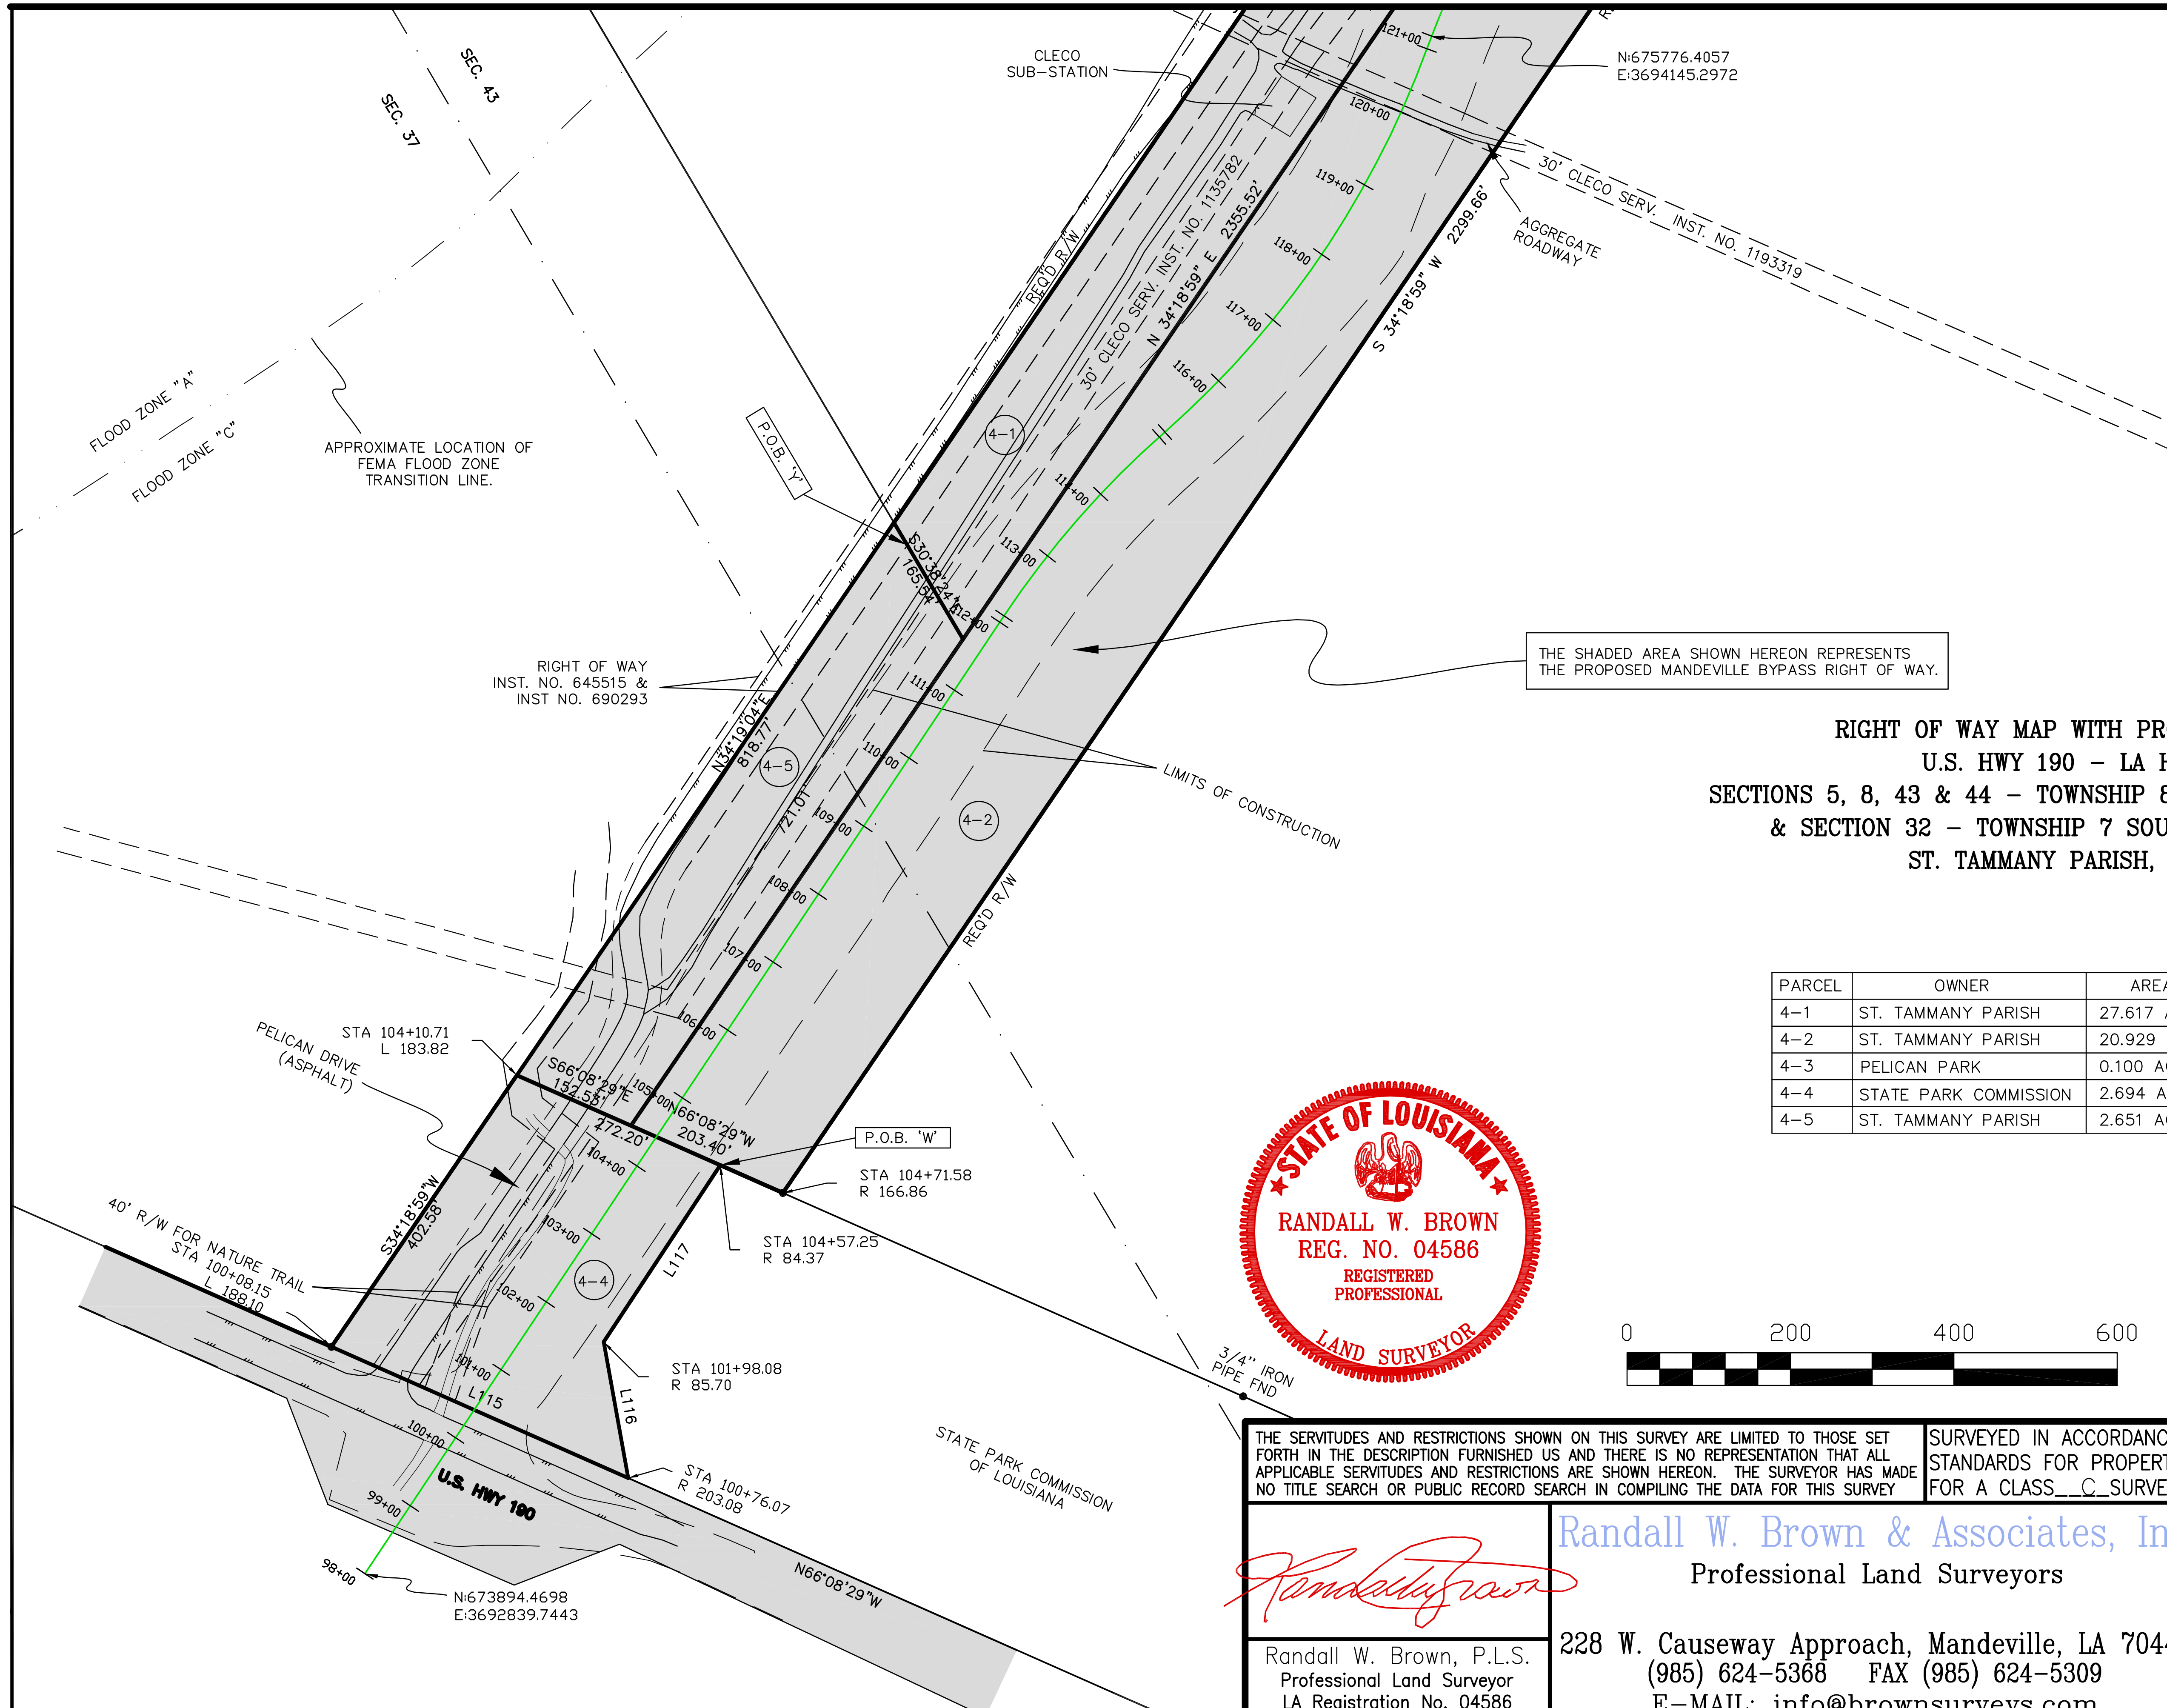 SEC. 43
SEC. 37
CLECO
SUB-STATION
121+00
N:675776.4057
E:3694145.2972
120+00
119+00
118+00
117+00
116+00
114+00
113+00
112+00
111+00
110+00
109+00
108+00
107+00
106+00
105+00
104+00
103+00
102+00
101+00
100+00
99+00
98+00
30' CLECO SERV. INST. NO. 1193319
AGGREGATE
ROADWAY
S 34°18'59" W 2299.66'
N 34°18'59" E 2355.52'
30' CLECO SERV. INST. NO. 1135782
REQ'D R/W
FLOOD ZONE "A"
FLOOD ZONE "C"
APPROXIMATE LOCATION OF
FEMA FLOOD ZONE
TRANSITION LINE.
P.O.B. 'Y'
4-1
S30°38'24"E
165.54'
RIGHT OF WAY
INST. NO. 645515 &
INST NO. 690293
N34°19'04"E
818.77'
4-5
721.01'
4-2
LIMITS OF CONSTRUCTION
REQ'D R/W
THE SHADED AREA SHOWN HEREON REPRESENTS
THE PROPOSED MANDEVILLE BYPASS RIGHT OF WAY.
RIGHT OF WAY MAP WITH
U.S. HWY 190 - LA
SECTIONS 5, 8, 43 & 44 - TOWNSHIP 8
& SECTION 32 - TOWNSHIP 7
ST. TAMMANY PARISH,
PARCEL OWNER
4-1 ST. TAMMANY PARISH 27.617
4-2 ST. TAMMANY PARISH 20.929
4-3 PELICAN PARK 0.100
4-4 STATE PARK COMMISSION 2.694
4-5 ST. TAMMANY PARISH 2.651
STA 104+10.71
L 183.82
PELICAN DRIVE
(ASPHALT)
S66°08'29"E
152.53'
272.20'
N66°08'29"W
203.40'
P.O.B. 'W'
STA 104+71.58
R 166.86
STA 104+57.25
R 84.37
L117
S34°18'59"W
402.58'
40' R/W FOR NATURE TRAIL
STA 100+08.15
L 188.10
4-4
STA 101+98.08
R 85.70
L116
L115
STA 100+76.07
R 203.08
U.S. HWY 190
N:673894.4698
E:3692839.7443
N66°08'29"W
STATE PARK COMMISSION
OF LOUISIANA
3/4" IRON
PIPE FND
STATE OF LOUISIANA
RANDALL W. BROWN
REG. NO. 04586
REGISTERED
PROFESSIONAL
LAND SURVEYOR
0 200 400 600
THE SERVITUDES AND RESTRICTIONS SHOWN ON THIS SURVEY ARE LIMITED TO THOSE SET
FORTH IN THE DESCRIPTION FURNISHED US AND THERE IS NO REPRESENTATION THAT ALL
APPLICABLE SERVITUDES AND RESTRICTIONS ARE SHOWN HEREON. THE SURVEYOR HAS MADE
NO TITLE SEARCH OR PUBLIC RECORD SEARCH IN COMPILING THE DATA FOR THIS SURVEY
SURVEYED IN
STANDARDS FOR
FOR A CLASS__C_
Randall W. Brown & Associates,
Professional Land Surveyors
228 W. Causeway Approach, Mandeville, LA
(985) 624-5368 FAX (985) 624-5309
E-MAIL: info@brownsurveys.com
Randall W. Brown, P.L.S.
Professional Land Surveyor
LA Registration No. 04586